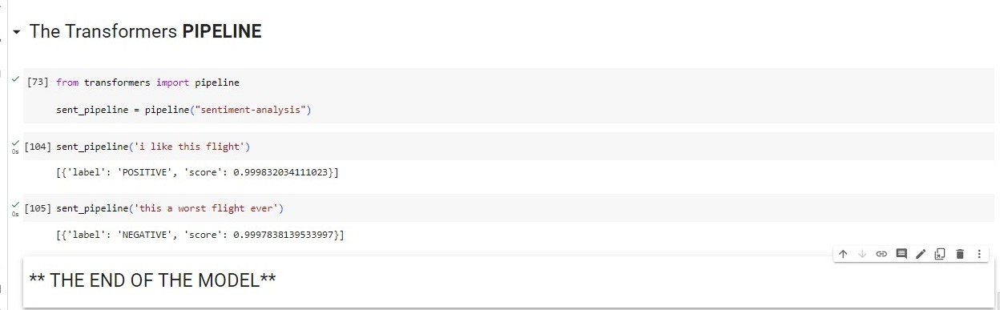 The Transformers PIPELINE
[73] from transformers import pipeline
sent_pipeline = pipeline("sentiment-analysis")
0s [104] sent_pipeline('i like this flight')
[{'label': 'POSITIVE', 'score': 0.999832034111023}]
0s [105] sent_pipeline('this a worst flight ever')
[{'label': 'NEGATIVE', 'score': 0.9997838139533997}]
** THE END OF THE MODEL**